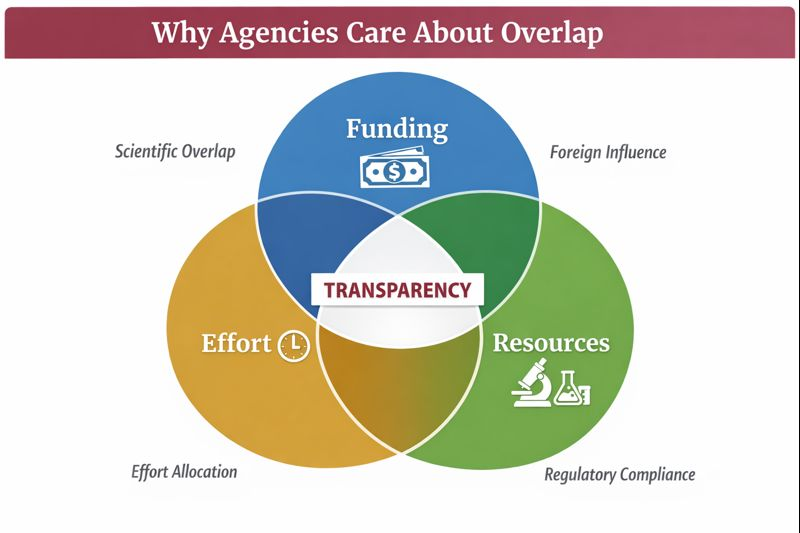 Why Agencies Care About Overlap
Funding
$
Scientific Overlap
Foreign Influence
TRANSPARENCY
Effort
Resources
Effort Allocation
Regulatory Compliance